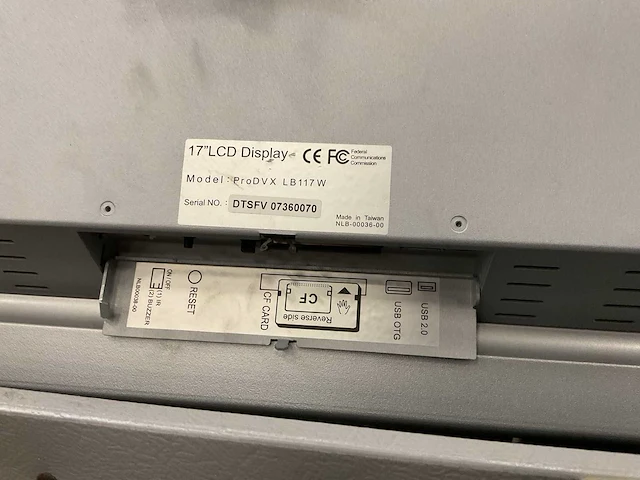 17"LCD Display CE FC Federal Communications Commission
Model: ProDVX LB117W
Serial NO.: DTSFV 07360070
Made in Taiwan
NLB-00036-00
ON/OFF
(1) IR
(2) BUZZER
NLB00038-00
RESET
CF CARD
CF
Reverse side
USB OTG
USB 2.0